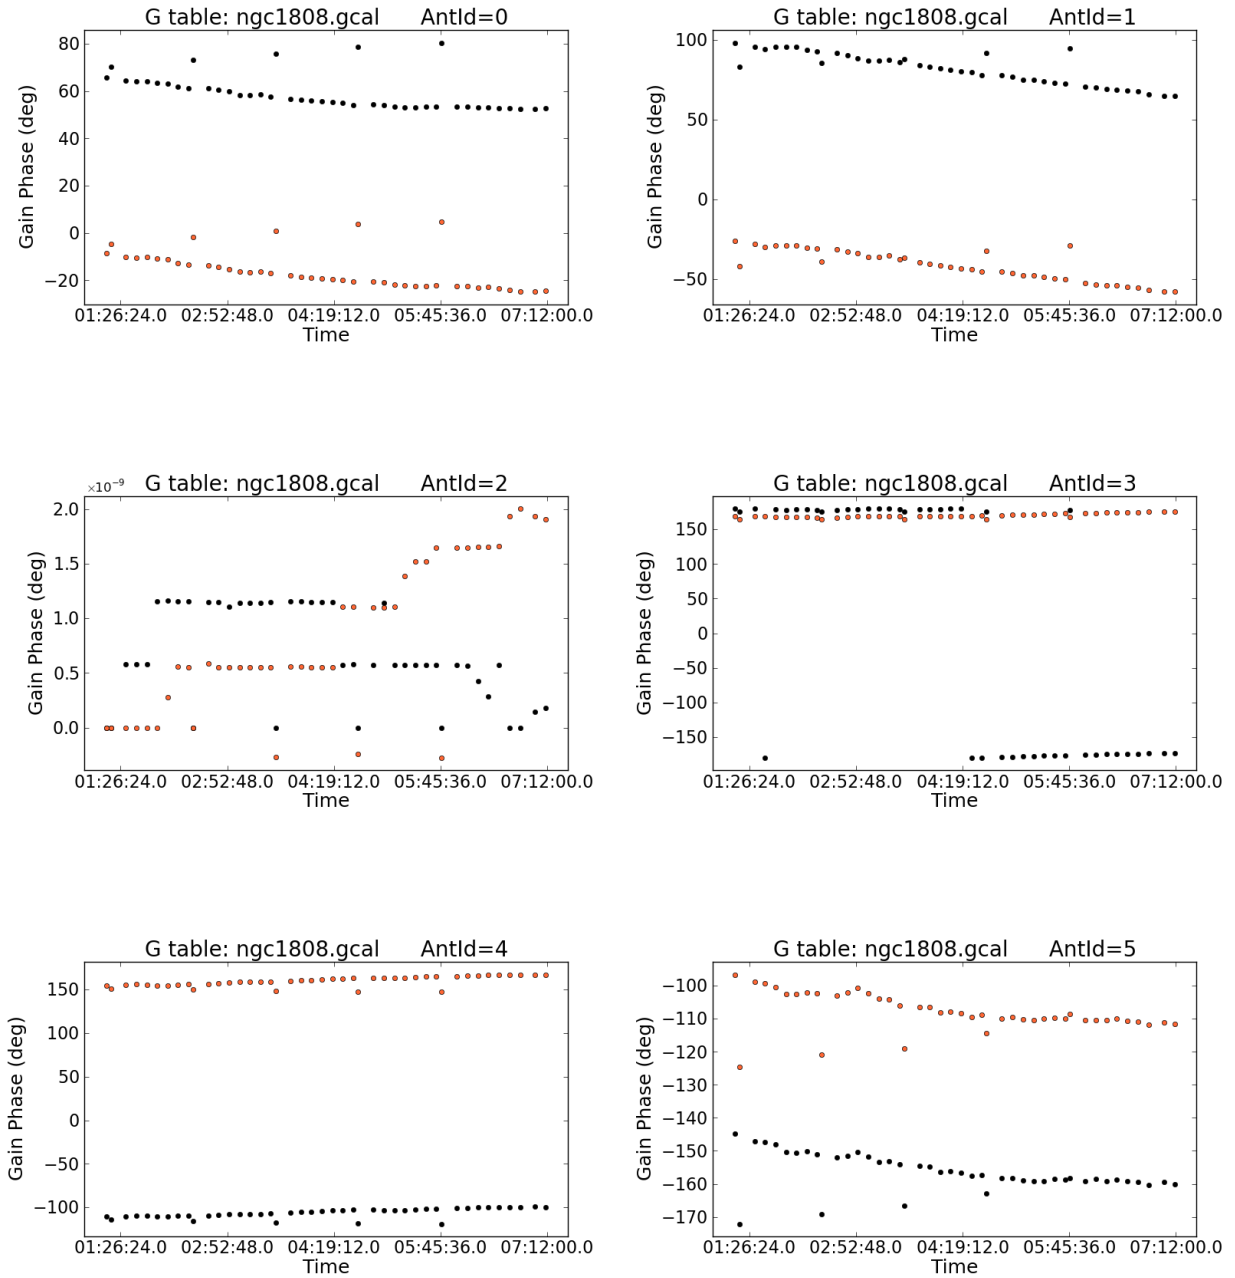 G table: ngc1808.gcal AntId=0
80
60
40
20
0
−20
Gain Phase (deg)
01:26:24.0 02:52:48.0 04:19:12.0 05:45:36.0 07:12:00.0
Time
G table: ngc1808.gcal AntId=1
100
50
0
−50
Gain Phase (deg)
01:26:24.0 02:52:48.0 04:19:12.0 05:45:36.0 07:12:00.0
Time
×10⁻⁹
G table: ngc1808.gcal AntId=2
2.0
1.5
1.0
0.5
0.0
Gain Phase (deg)
01:26:24.0 02:52:48.0 04:19:12.0 05:45:36.0 07:12:00.0
Time
G table: ngc1808.gcal AntId=3
150
100
50
0
−50
−100
−150
Gain Phase (deg)
01:26:24.0 02:52:48.0 04:19:12.0 05:45:36.0 07:12:00.0
Time
G table: ngc1808.gcal AntId=4
150
100
50
0
−50
−100
Gain Phase (deg)
01:26:24.0 02:52:48.0 04:19:12.0 05:45:36.0 07:12:00.0
Time
G table: ngc1808.gcal AntId=5
−100
−110
−120
−130
−140
−150
−160
−170
Gain Phase (deg)
01:26:24.0 02:52:48.0 04:19:12.0 05:45:36.0 07:12:00.0
Time